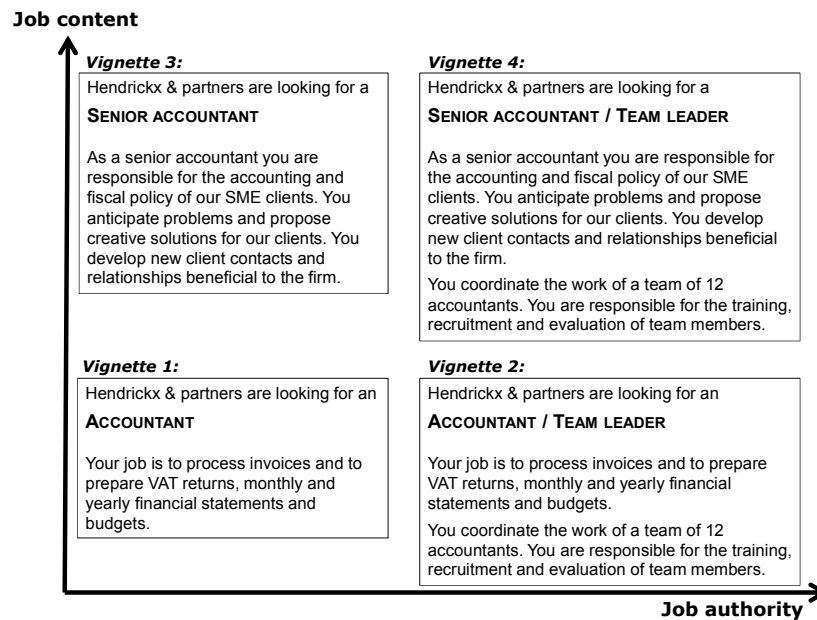 Job content
Vignette 3:
Hendrickx & partners are looking for a
SENIOR ACCOUNTANT
As a senior accountant you are
responsible for the accounting and
fiscal policy of our SME clients. You
anticipate problems and propose
creative solutions for our clients. You
develop new client contacts and
relationships beneficial to the firm.
Vignette 4:
Hendrickx & partners are looking for a
SENIOR ACCOUNTANT / TEAM LEADER
As a senior accountant you are responsible for
the accounting and fiscal policy of our SME
clients. You anticipate problems and propose
creative solutions for our clients. You develop
new client contacts and relationships beneficial
to the firm.
You coordinate the work of a team of 12
accountants. You are responsible for the training,
recruitment and evaluation of team members.
Vignette 1:
Hendrickx & partners are looking for an
ACCOUNTANT
Your job is to process invoices and to
prepare VAT returns, monthly and
yearly financial statements and
budgets.
Vignette 2:
Hendrickx & partners are looking for an
ACCOUNTANT / TEAM LEADER
Your job is to process invoices and to prepare
VAT returns, monthly and yearly financial
statements and budgets.
You coordinate the work of a team of 12
accountants. You are responsible for the training,
recruitment and evaluation of team members.
Job authority